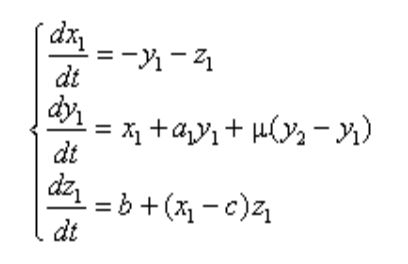 dx₁/dt = −y₁ − z₁
dy₁/dt = x₁ + a₁y₁ + μ(y₂ − y₁)
dz₁/dt = b + (x₁ − c)z₁